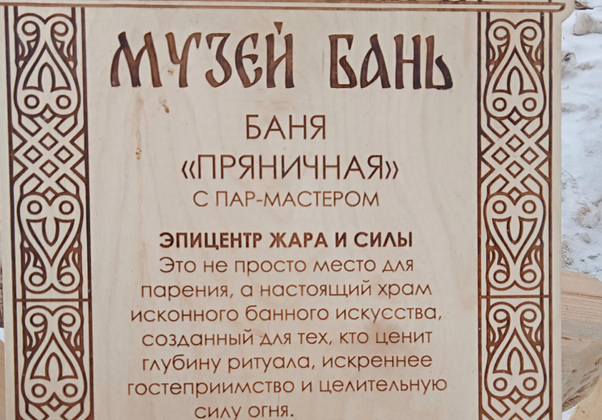 МУЗЕЙ БАНЬ
БАНЯ
«ПРЯНИЧНАЯ»
С ПАР-МАСТЕРОМ
ЭПИЦЕНТР ЖАРА И СИЛЫ
Это не просто место для
парения, а настоящий храм
исконного банного искусства,
созданный для тех, кто ценит
глубину ритуала, искреннее
гостеприимство и целительную
силу огня.